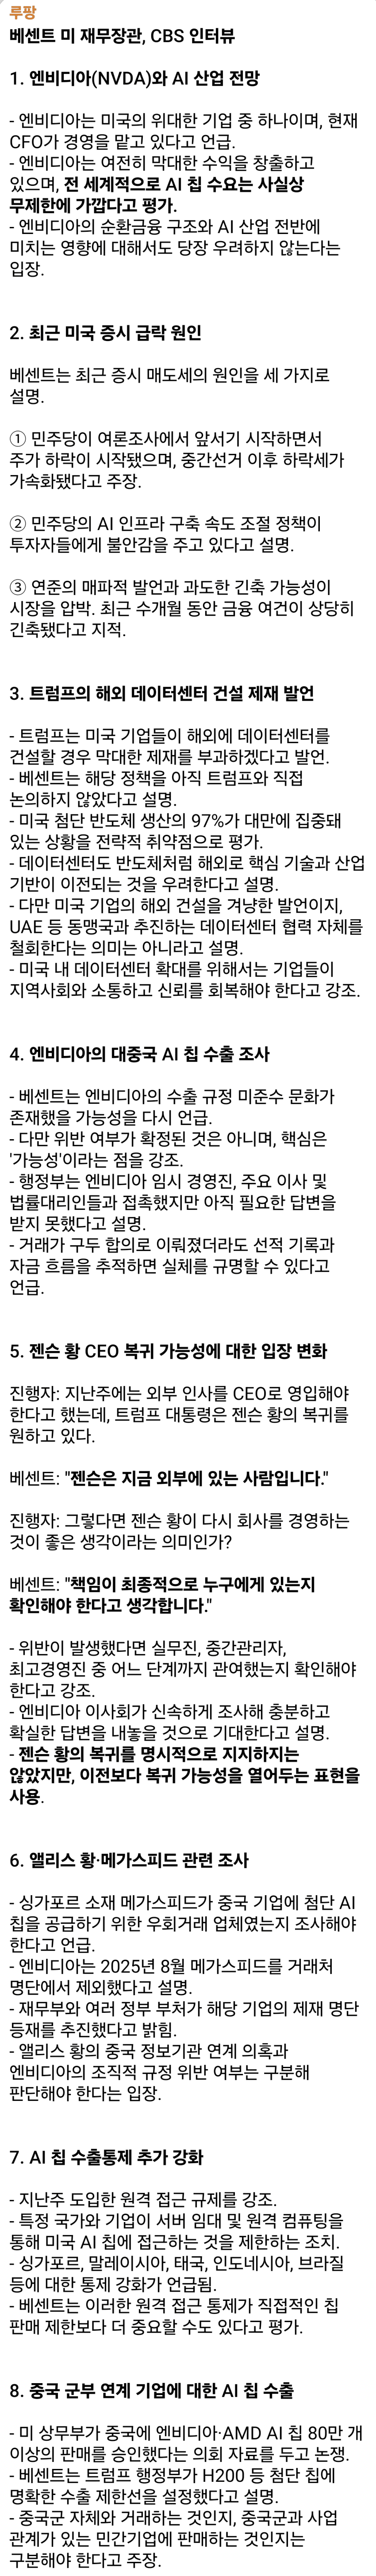 루팡
베센트 미 재무장관, CBS 인터뷰
1. 엔비디아(NVDA)와 AI 산업 전망
- 엔비디아는 미국의 위대한 기업 중 하나이며, 현재
CFO가 경영을 맡고 있다고 언급.
- 엔비디아는 여전히 막대한 수익을 창출하고
있으며, 전 세계적으로 AI 칩 수요는 사실상
무제한에 가깝다고 평가.
- 엔비디아의 순환금융 구조와 AI 산업 전반에
미치는 영향에 대해서도 당장 우려하지 않는다는
입장.
2. 최근 미국 증시 급락 원인
베센트는 최근 증시 매도세의 원인을 세 가지로
설명.
① 민주당이 여론조사에서 앞서기 시작하면서
주가 하락이 시작됐으며, 중간선거 이후 하락세가
가속화됐다고 주장.
② 민주당의 AI 인프라 구축 속도 조절 정책이
투자자들에게 불안감을 주고 있다고 설명.
③ 연준의 매파적 발언과 과도한 긴축 가능성이
시장을 압박. 최근 수개월 동안 금융 여건이 상당히
긴축됐다고 지적.
3. 트럼프의 해외 데이터센터 건설 제재 발언
- 트럼프는 미국 기업들이 해외에 데이터센터를
건설할 경우 막대한 제재를 부과하겠다고 발언.
- 베센트는 해당 정책을 아직 트럼프와 직접
논의하지 않았다고 설명.
- 미국 첨단 반도체 생산의 97%가 대만에 집중돼
있는 상황을 전략적 취약점으로 평가.
- 데이터센터도 반도체처럼 해외로 핵심 기술과 산업
기반이 이전되는 것을 우려한다고 설명.
- 다만 미국 기업의 해외 건설을 겨냥한 발언이지,
UAE 등 동맹국과 추진하는 데이터센터 협력 자체를
철회한다는 의미는 아니라고 설명.
- 미국 내 데이터센터 확대를 위해서는 기업들이
지역사회와 소통하고 신뢰를 회복해야 한다고 강조.
4. 엔비디아의 대중국 AI 칩 수출 조사
- 베센트는 엔비디아의 수출 규정 미준수 문화가
존재했을 가능성을 다시 언급.
- 다만 위반 여부가 확정된 것은 아니며, 핵심은
'가능성'이라는 점을 강조.
- 행정부는 엔비디아 임시 경영진, 주요 이사 및
법률대리인들과 접촉했지만 아직 필요한 답변을
받지 못했다고 설명.
- 거래가 구두 합의로 이뤄졌더라도 선적 기록과
자금 흐름을 추적하면 실체를 규명할 수 있다고
언급.
5. 젠슨 황 CEO 복귀 가능성에 대한 입장 변화
진행자: 지난주에는 외부 인사를 CEO로 영입해야
한다고 했는데, 트럼프 대통령은 젠슨 황의 복귀를
원하고 있다.
베센트: "젠슨은 지금 외부에 있는 사람입니다."
진행자: 그렇다면 젠슨 황이 다시 회사를 경영하는
것이 좋은 생각이라는 의미인가?
베센트: "책임이 최종적으로 누구에게 있는지
확인해야 한다고 생각합니다."
- 위반이 발생했다면 실무진, 중간관리자,
최고경영진 중 어느 단계까지 관여했는지 확인해야
한다고 강조.
- 엔비디아 이사회가 신속하게 조사해 충분하고
확실한 답변을 내놓을 것으로 기대한다고 설명.
- 젠슨 황의 복귀를 명시적으로 지지하지는
않았지만, 이전보다 복귀 가능성을 열어두는 표현을
사용.
6. 앨리스 황·메가스피드 관련 조사
- 싱가포르 소재 메가스피드가 중국 기업에 첨단 AI
칩을 공급하기 위한 우회거래 업체였는지 조사해야
한다고 언급.
- 엔비디아는 2025년 8월 메가스피드를 거래처
명단에서 제외했다고 설명.
- 재무부와 여러 정부 부처가 해당 기업의 제재 명단
등재를 추진했다고 밝힘.
- 앨리스 황의 중국 정보기관 연계 의혹과
엔비디아의 조직적 규정 위반 여부는 구분해
판단해야 한다는 입장.
7. AI 칩 수출통제 추가 강화
- 지난주 도입한 원격 접근 규제를 강조.
- 특정 국가와 기업이 서버 임대 및 원격 컴퓨팅을
통해 미국 AI 칩에 접근하는 것을 제한하는 조치.
- 싱가포르, 말레이시아, 태국, 인도네시아, 브라질
등에 대한 통제 강화가 언급됨.
- 베센트는 이러한 원격 접근 통제가 직접적인 칩
판매 제한보다 더 중요할 수도 있다고 평가.
8. 중국 군부 연계 기업에 대한 AI 칩 수출
- 미 상무부가 중국에 엔비디아·AMD AI 칩 80만 개
이상의 판매를 승인했다는 의회 자료를 두고 논쟁.
- 베센트는 트럼프 행정부가 H200 등 첨단 칩에
명확한 수출 제한선을 설정했다고 설명.
- 중국군 자체와 거래하는 것인지, 중국군과 사업
관계가 있는 민간기업에 판매하는 것인지는
구분해야 한다고 주장.